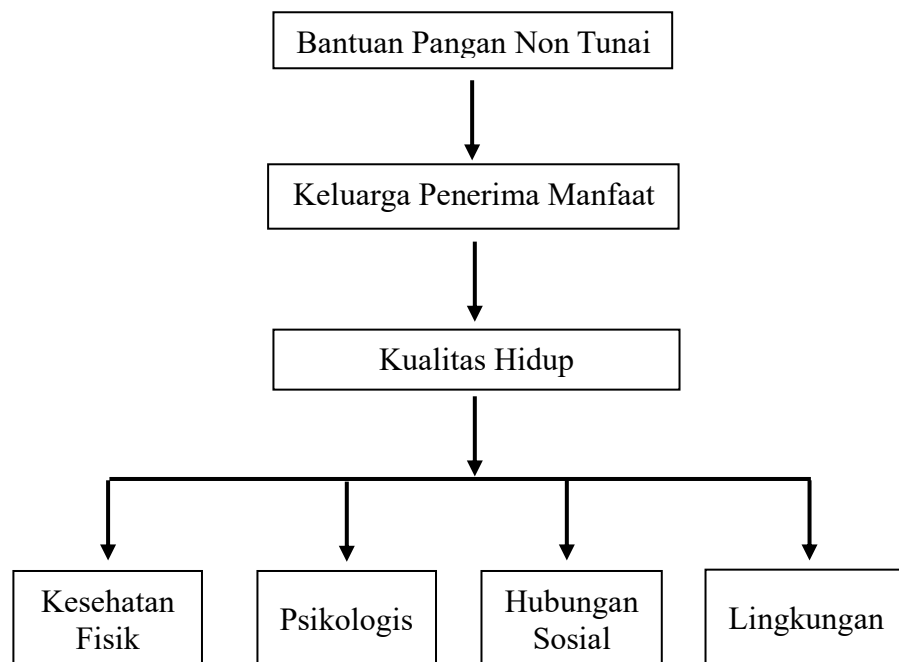 Bantuan Pangan Non Tunai
Keluarga Penerima Manfaat
Kualitas Hidup
Kesehatan
Fisik
Psikologis
Hubungan
Sosial
Lingkungan